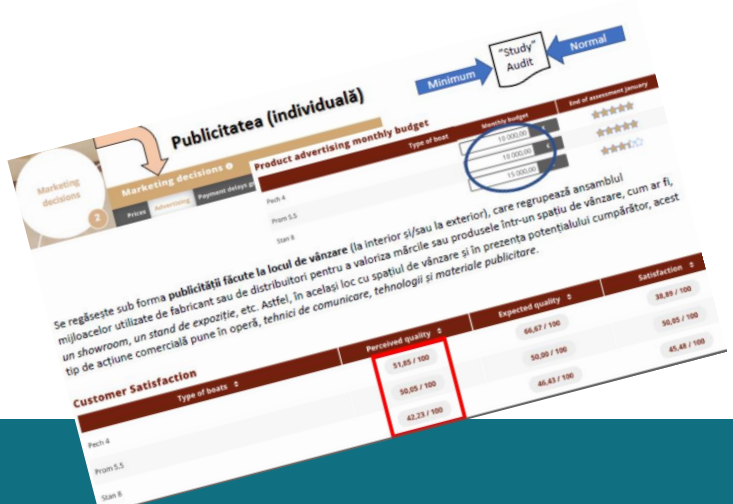 "Study"
Audit
Minimum
Normal
Publicitatea (individuală)
Marketing
decisions
2
Marketing decisions
Prices Advertising Payment delays
Product advertising monthly budget
Type of boat Monthly budget End of assessment january
Pech 4 10 000,00
Prom 5.5 10 000,00
Stan 8 15 000,00
Se regăsește sub forma publicității făcute la locul de vânzare (la interior și/sau la exterior), care regrupează ansamblul
mijloacelor utilizate de fabricant sau de distribuitori pentru a valoriza mărcile sau produsele într-un spațiu de vânzare, cum ar fi,
un showroom, un stand de expoziție, etc. Astfel, în același loc cu spațiul de vânzare și în prezența potențialului cumpărător, acest
tip de acțiune comercială pune în operă, tehnici de comunicare, tehnologii și materiale publicitare.
Customer Satisfaction
Type of boats Perceived quality Expected quality Satisfaction
Pech 4 51,85 / 100 66,67 / 100 38,89 / 100
Prom 5.5 50,05 / 100 50,00 / 100 50,05 / 100
Stan 8 42,23 / 100 46,43 / 100 45,48 / 100